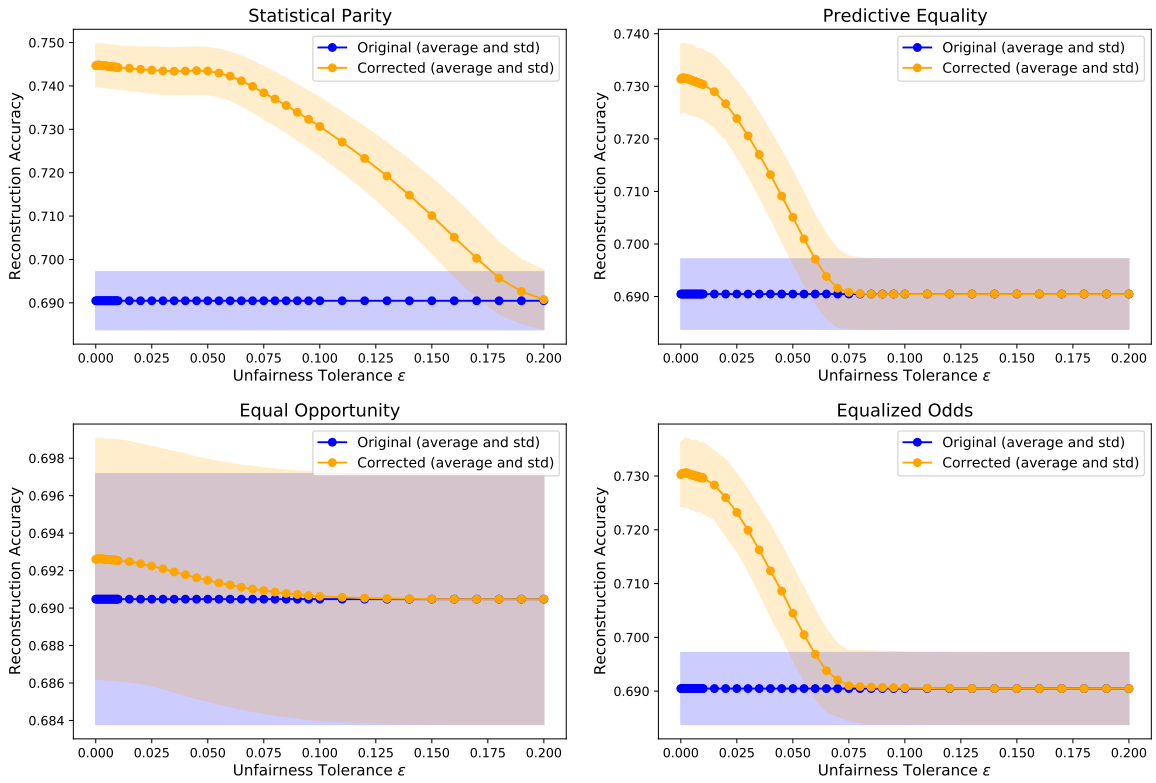 Statistical Parity
Reconstruction Accuracy
0.750
0.740
0.730
0.720
0.710
0.700
0.690
Original (average and std)
Corrected (average and std)
0.000 0.025 0.050 0.075 0.100 0.125 0.150 0.175 0.200
Unfairness Tolerance ε
Predictive Equality
Reconstruction Accuracy
0.740
0.730
0.720
0.710
0.700
0.690
Original (average and std)
Corrected (average and std)
0.000 0.025 0.050 0.075 0.100 0.125 0.150 0.175 0.200
Unfairness Tolerance ε
Equal Opportunity
Reconstruction Accuracy
0.698
0.696
0.694
0.692
0.690
0.688
0.686
0.684
Original (average and std)
Corrected (average and std)
0.000 0.025 0.050 0.075 0.100 0.125 0.150 0.175 0.200
Unfairness Tolerance ε
Equalized Odds
Reconstruction Accuracy
0.730
0.720
0.710
0.700
0.690
Original (average and std)
Corrected (average and std)
0.000 0.025 0.050 0.075 0.100 0.125 0.150 0.175 0.200
Unfairness Tolerance ε